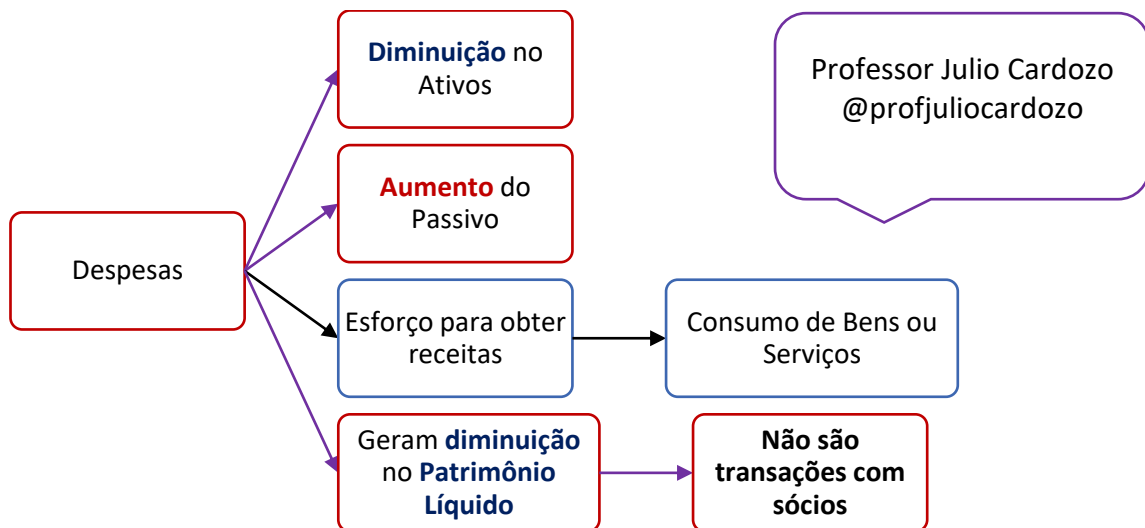 Diminuição no
Ativos
Professor Julio Cardozo
@profjuliocardozo
Aumento do
Passivo
Despesas
Esforço para obter
receitas
Consumo de Bens ou
Serviços
Geram diminuição
no Patrimônio
Líquido
Não são
transações com
sócios